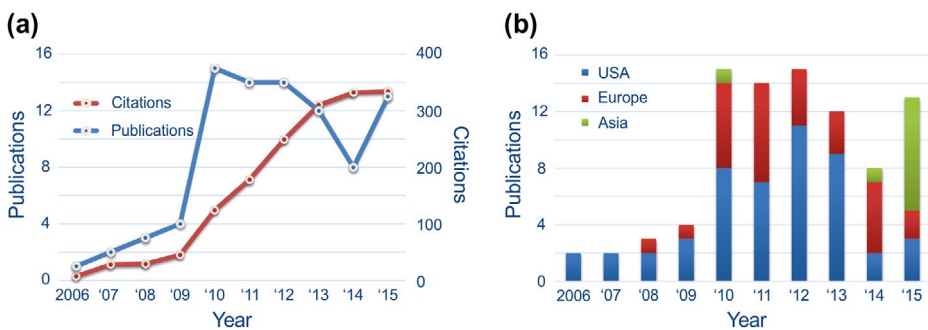 (a)
16
12
8
4
0
Publications
Citations
Publications
400
300
200
100
0
Citations
2006 '07 '08 '09 '10 '11 '12 '13 '14 '15
Year
(b)
16
12
8
4
0
Publications
USA
Europe
Asia
2006 '07 '08 '09 '10 '11 '12 '13 '14 '15
Year